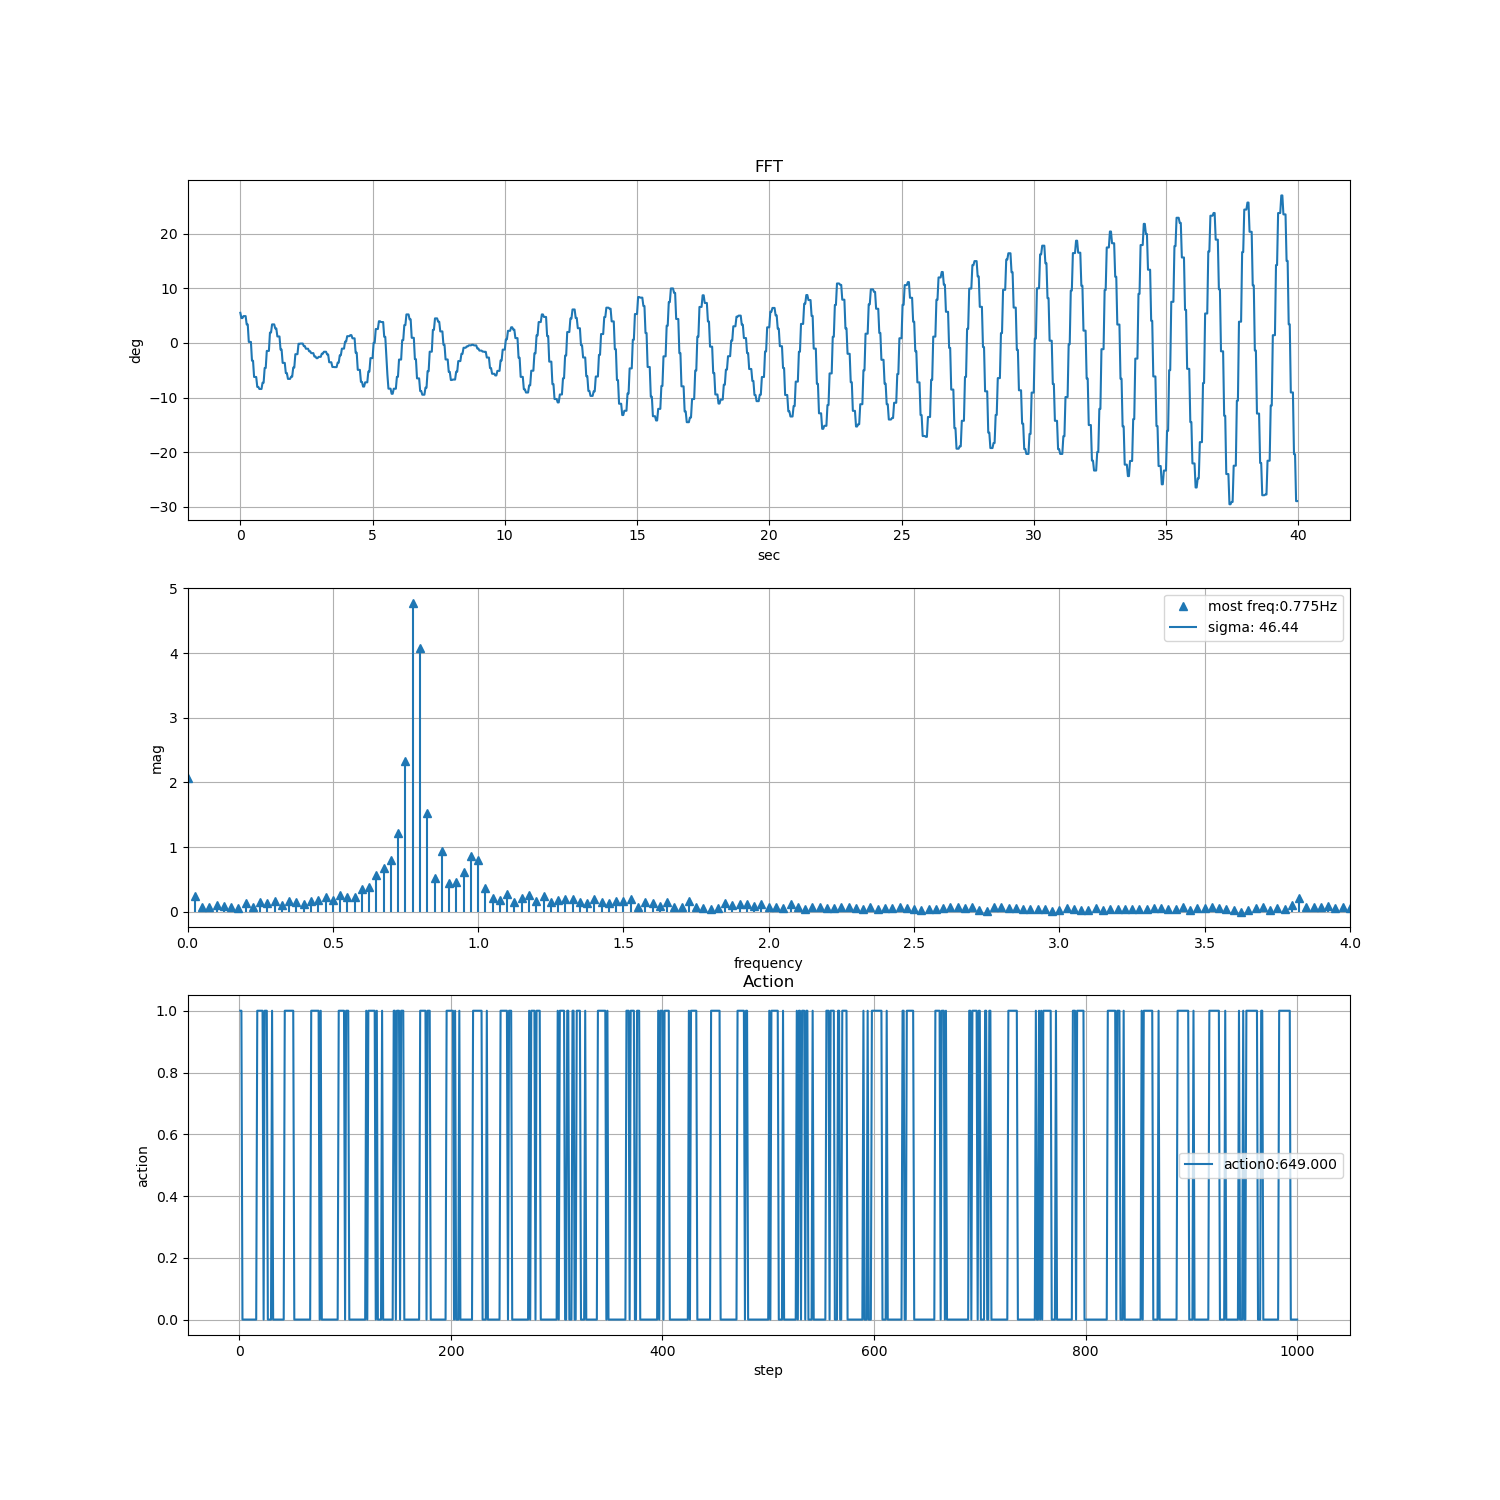 FFT
20
10
0
−10
−20
−30
deg
0 5 10 15 20 25 30 35 40
sec
5
4
3
2
1
0
mag
most freq:0.775Hz
sigma: 46.44
0.0 0.5 1.0 1.5 2.0 2.5 3.0 3.5 4.0
frequency
Action
1.0
0.8
0.6
0.4
0.2
0.0
action
action0:649.000
0 200 400 600 800 1000
step